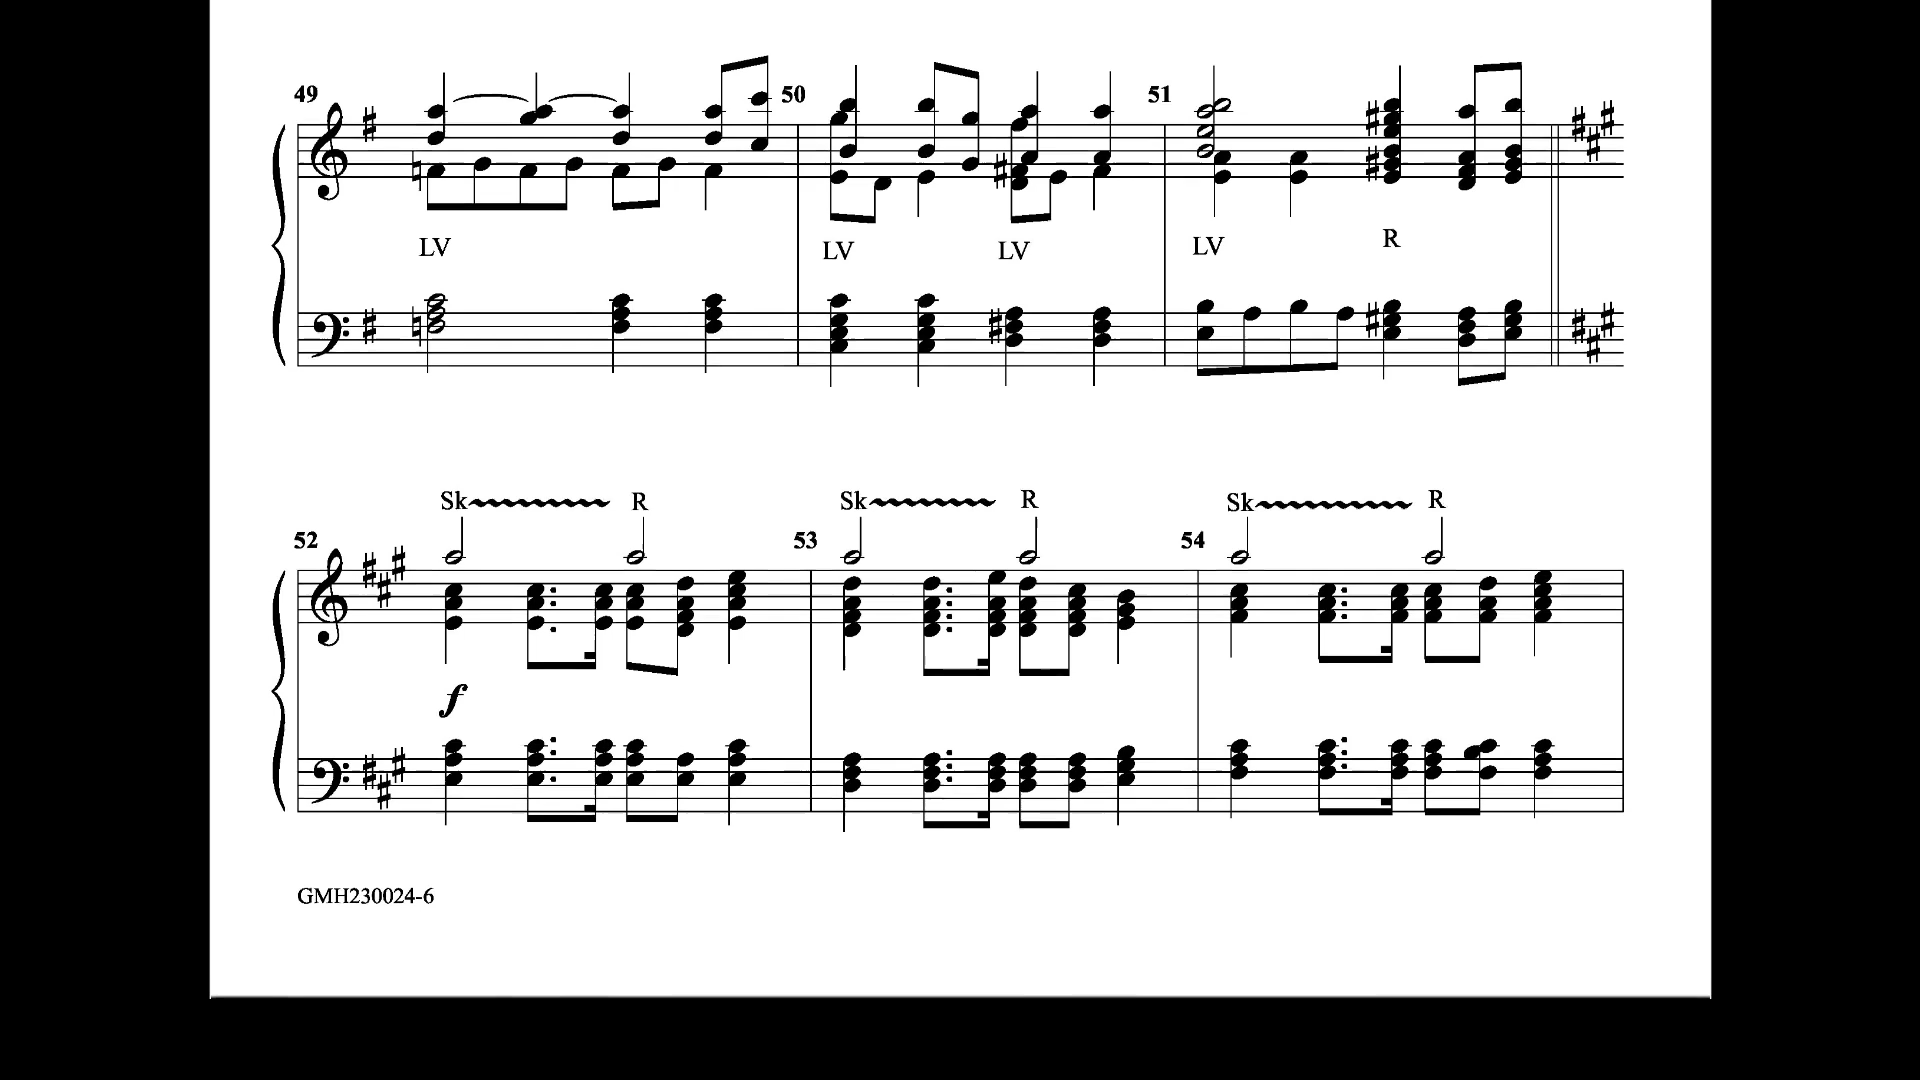 49 50 51
LV LV LV LV R
Sk R Sk R Sk R
52 53 54
f
GMH230024-6